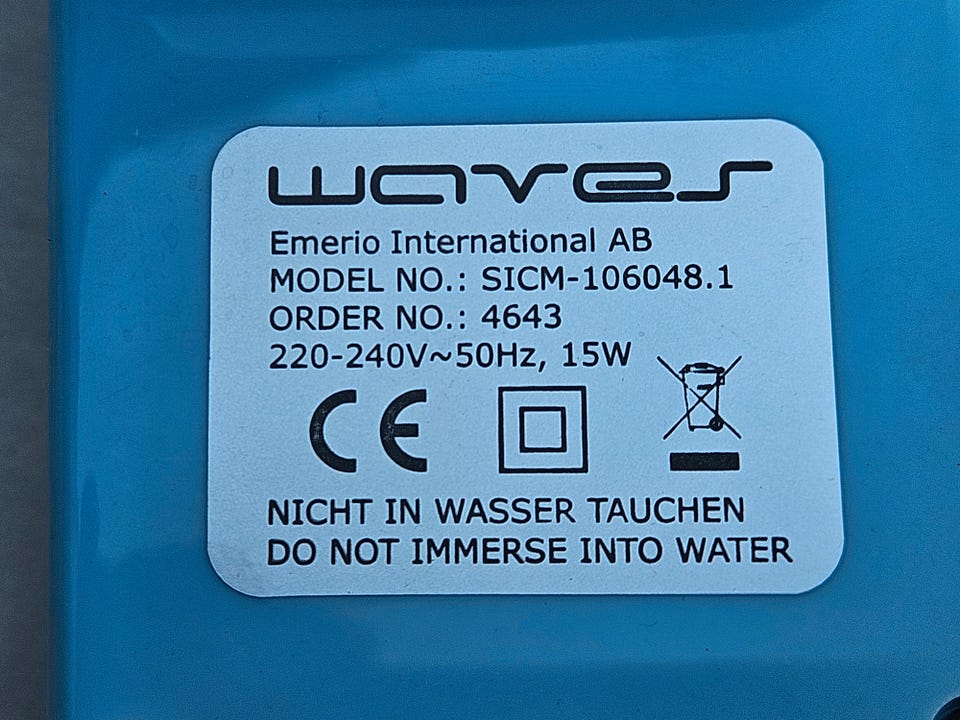 waves
Emerio International AB
MODEL NO.: SICM-106048.1
ORDER NO.: 4643
220-240V~50Hz, 15W
CE
NICHT IN WASSER TAUCHEN
DO NOT IMMERSE INTO WATER